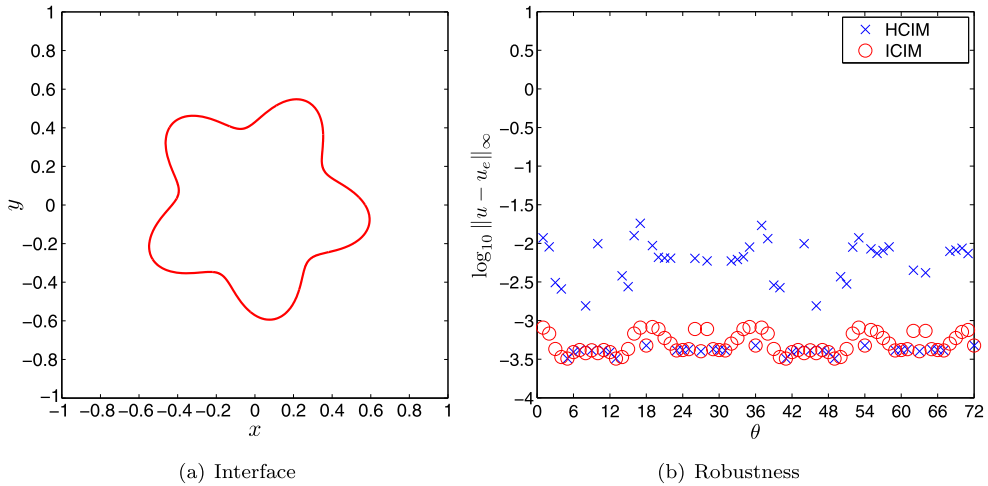 1
0.8
0.6
0.4
0.2
0
−0.2
−0.4
−0.6
−0.8
−1
y
-1 -0.8 -0.6 -0.4 -0.2 0 0.2 0.4 0.6 0.8 1
x
(a) Interface
1
0.5
0
−0.5
−1
−1.5
−2
−2.5
−3
−3.5
−4
log₁₀ ‖u − uₑ‖∞
HCIM
ICIM
0 6 12 18 24 30 36 42 48 54 60 66 72
θ
(b) Robustness